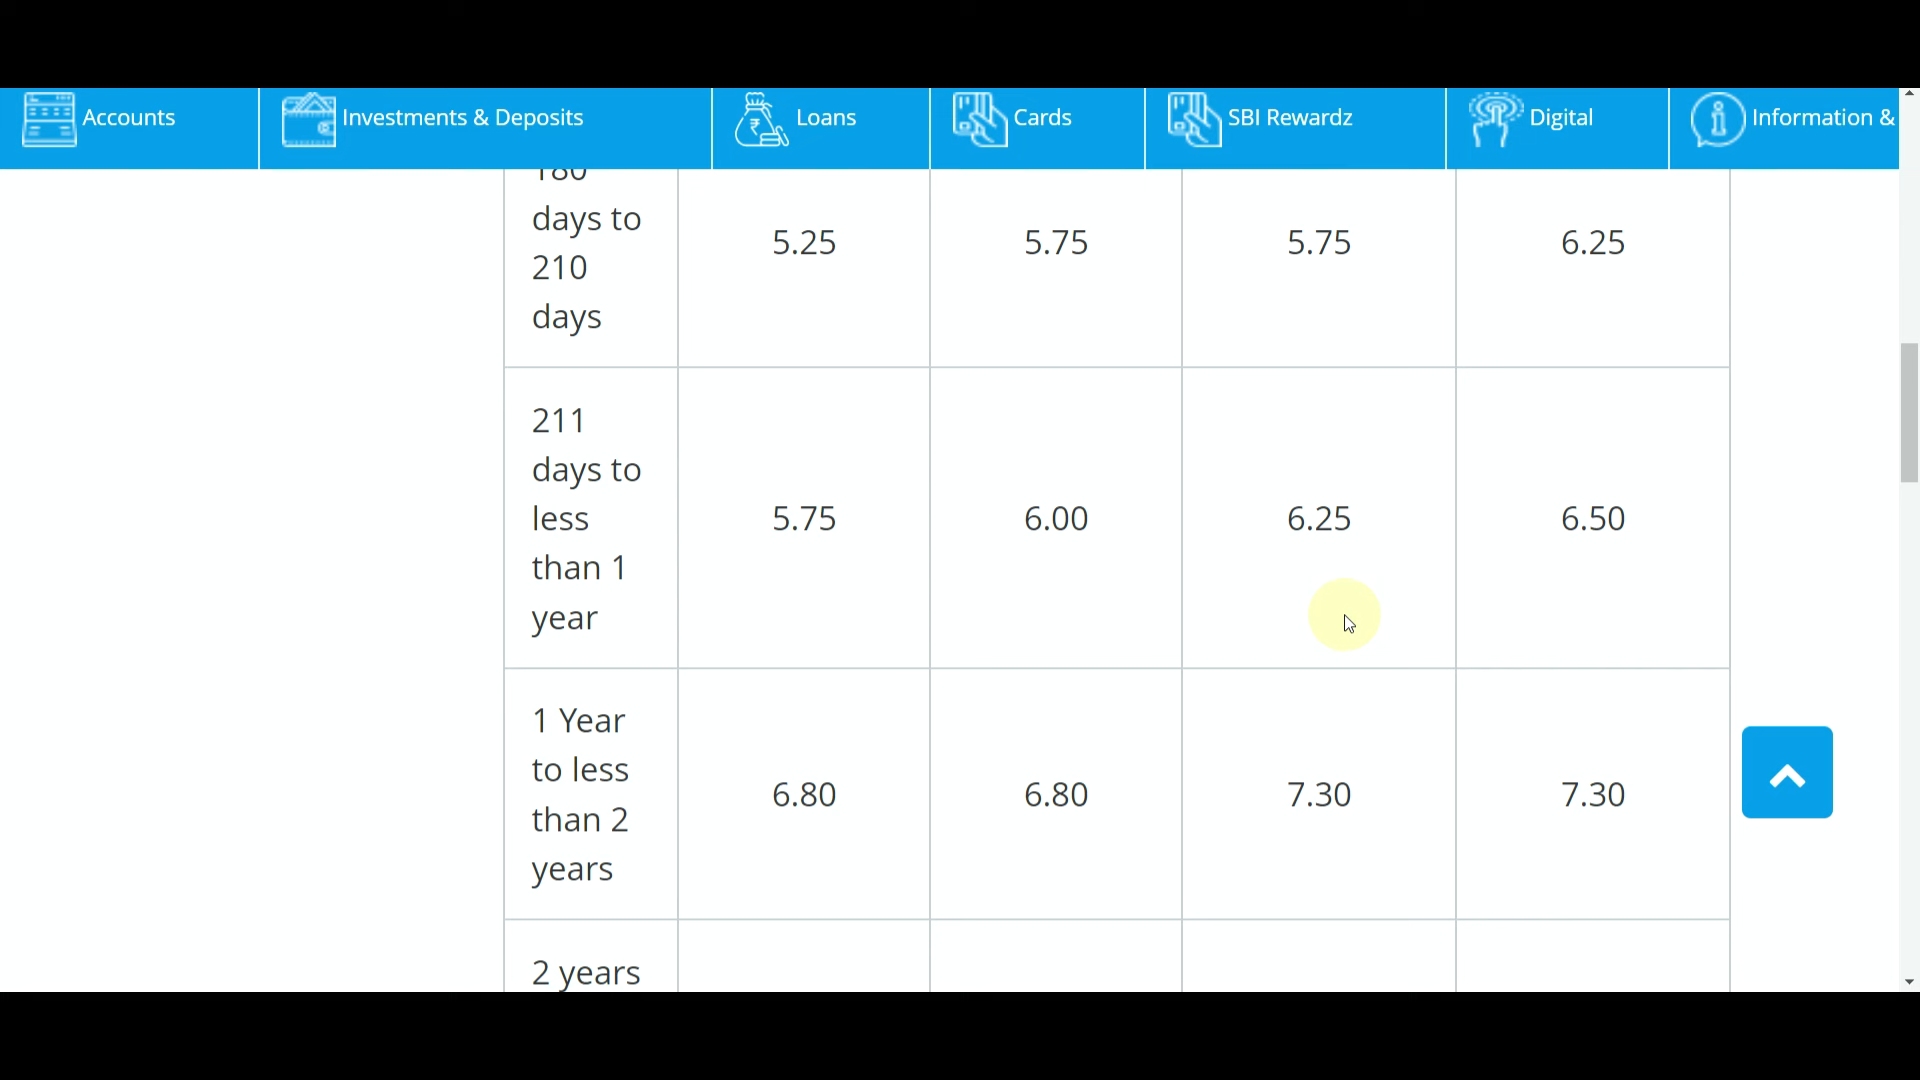 Accounts
Investments & Deposits
Loans
Cards
SBI Rewardz
Digital
Information &
180
days to
210
days
5.25
5.75
5.75
6.25
211
days to
less
than 1
year
5.75
6.00
6.25
6.50
1 Year
to less
than 2
years
6.80
6.80
7.30
7.30
2 years